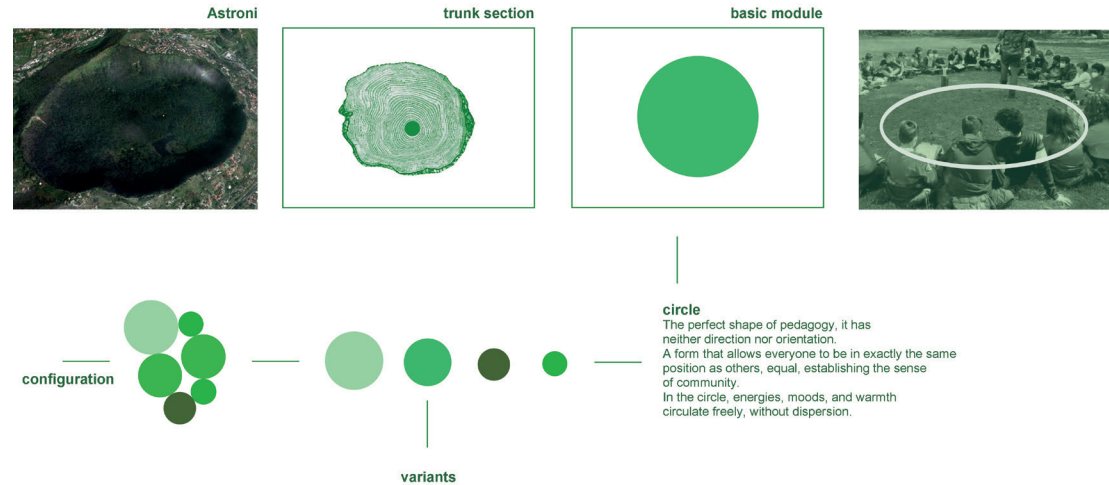 Astroni
trunk section
basic module
circle
The perfect shape of pedagogy, it has
neither direction nor orientation.
A form that allows everyone to be in exactly the same
position as others, equal, establishing the sense
of community.
In the circle, energies, moods, and warmth
circulate freely, without dispersion.
configuration
variants